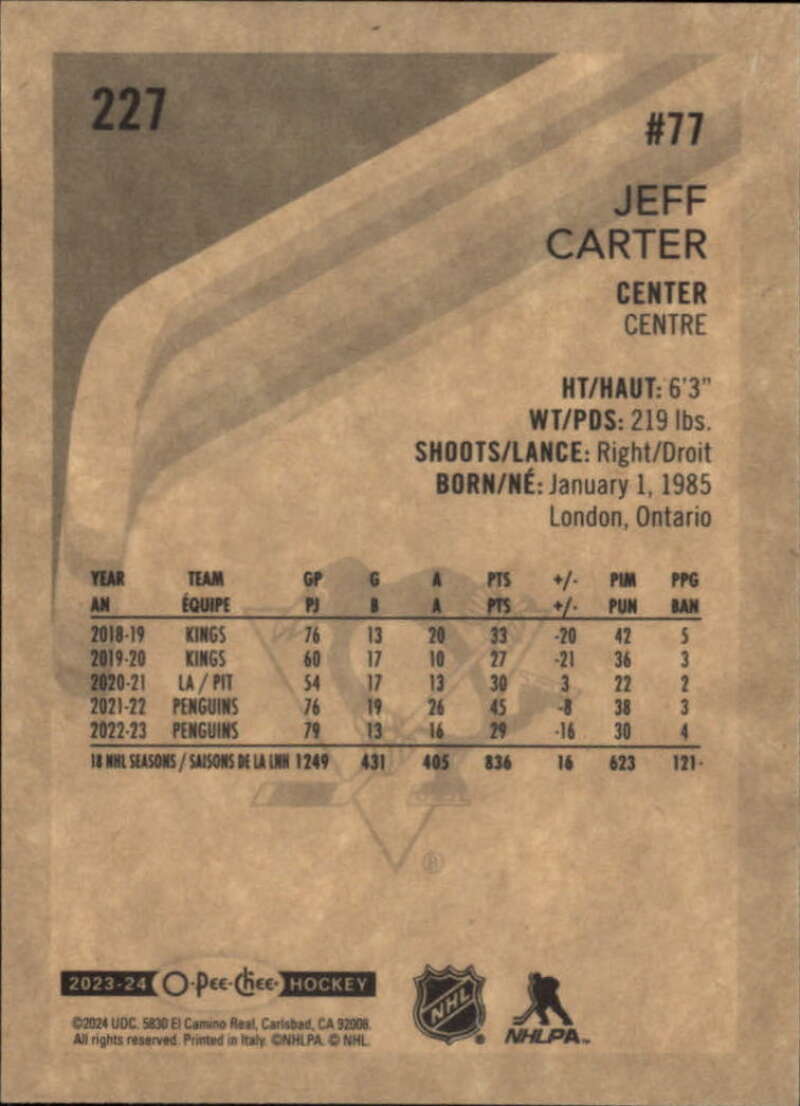 227
#77
JEFF
CARTER
CENTER
CENTRE
HT/HAUT: 6'3"
WT/PDS: 219 lbs.
SHOOTS/LANCE: Right/Droit
BORN/NÉ: January 1, 1985
London, Ontario
YEAR TEAM GP G A PTS +/- PIM PPG
AN ÉQUIPE PJ B A PTS +/- PUN BAN
2018-19 KINGS 76 13 20 33 -20 42 5
2019-20 KINGS 60 17 10 27 -21 36 3
2020-21 LA / PIT 54 17 13 30 3 22 2
2021-22 PENGUINS 76 19 26 45 -8 38 3
2022-23 PENGUINS 79 13 16 29 -16 30 4
18 NHL SEASONS / SAISONS DE LA LNH 1249 431 405 836 16 623 121
®
2023-24 O-Pee-Chee HOCKEY
NHL
NHLPA™
©2024 UDC. 5830 El Camino Real, Carlsbad, CA 92008.
All rights reserved. Printed in Italy. ©NHLPA. © NHL.